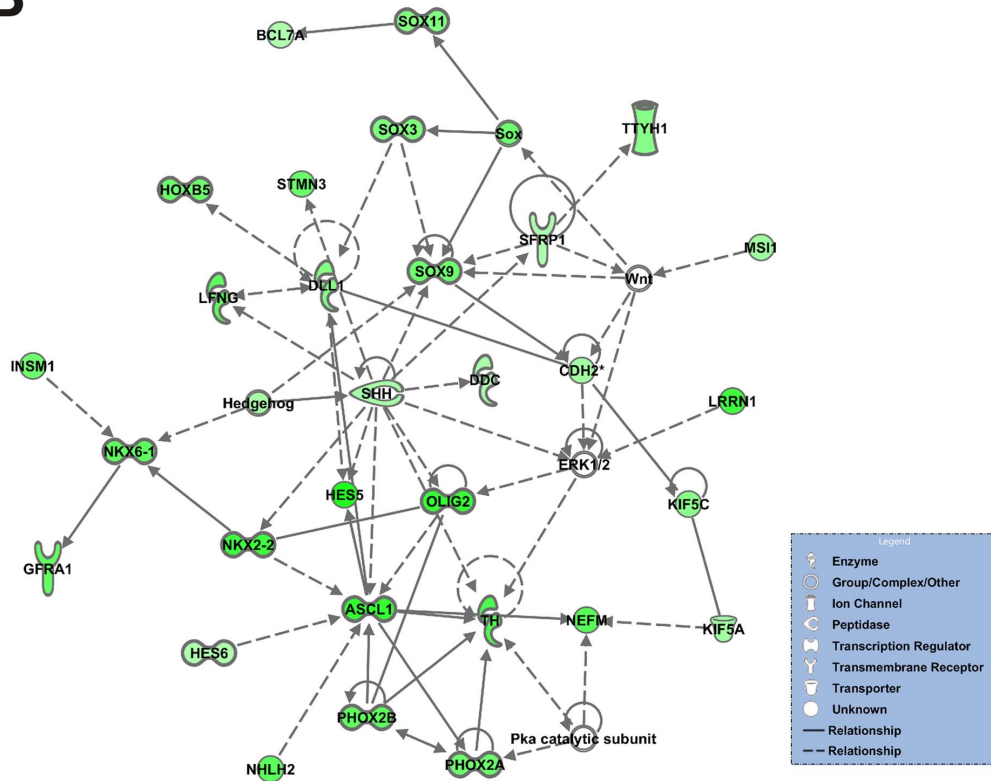 B
SOX11
BCL7A
SOX3
Sox
TTYH1
HOXB5
STMN3
SFRP1
MSI1
SOX9
Wnt
LFNG
DLL1
INSM1
CDH2*
DDC
SHH
Hedgehog
LRRN1
NKX6-1
ERK1/2
HES5
OLIG2
KIF5C
NKX2-2
GFRA1
ASCL1
TH
NEFM
KIF5A
HES6
PHOX2B
Pka catalytic subunit
NHLH2
PHOX2A
Legend
Enzyme
Group/Complex/Other
Ion Channel
Peptidase
Transcription Regulator
Transmembrane Receptor
Transporter
Unknown
Relationship
Relationship